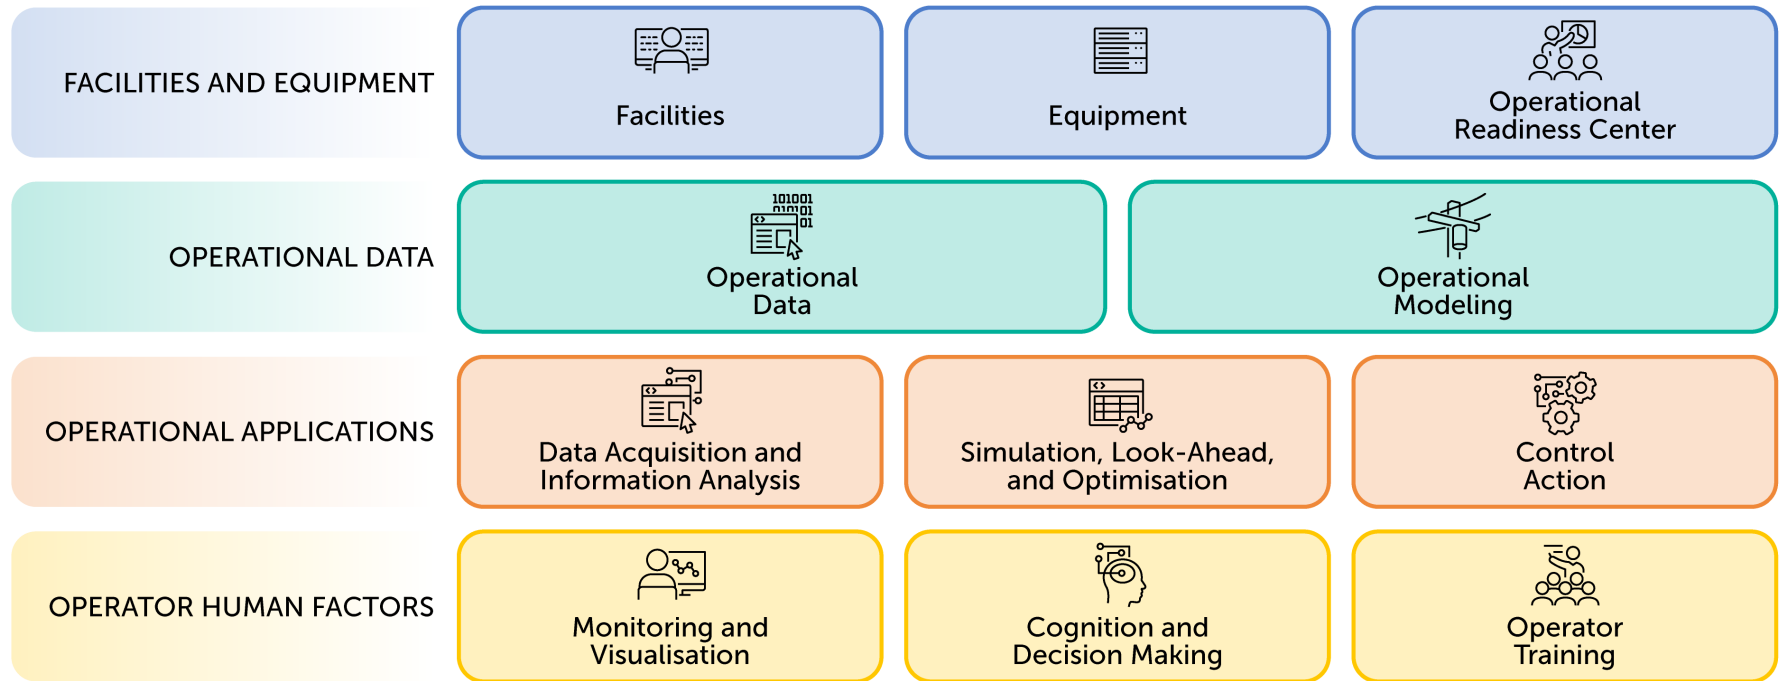 FACILITIES AND EQUIPMENT
Facilities
Equipment
Operational
Readiness Center
OPERATIONAL DATA
101001
010101
01
Operational
Data
Operational
Modeling
OPERATIONAL APPLICATIONS
Data Acquisition and
Information Analysis
Simulation, Look-Ahead,
and Optimisation
Control
Action
OPERATOR HUMAN FACTORS
Monitoring and
Visualisation
Cognition and
Decision Making
Operator
Training